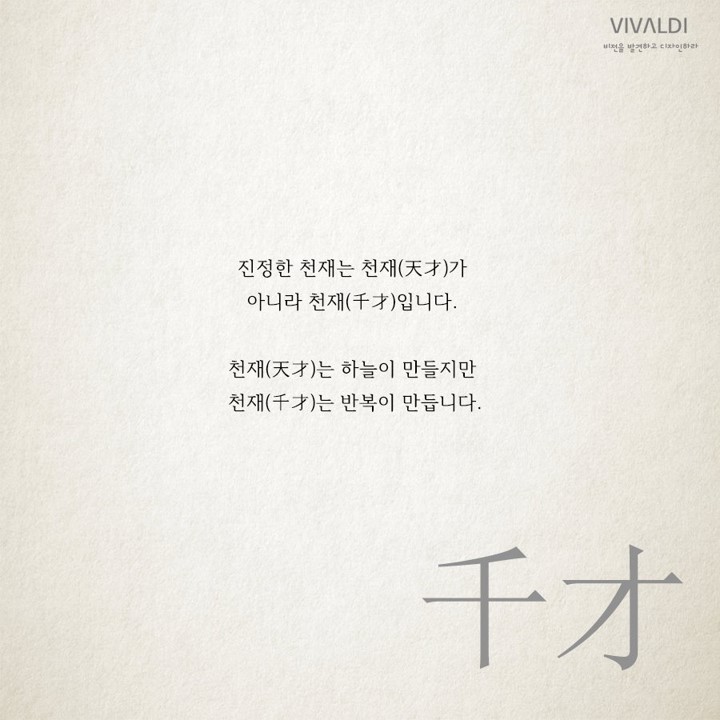 VIVALDI
비전을 발견하고 디자인하라
진정한 천재는 천재(天才)가
아니라 천재(千才)입니다.
천재(天才)는 하늘이 만들지만
천재(千才)는 반복이 만듭니다.
千才